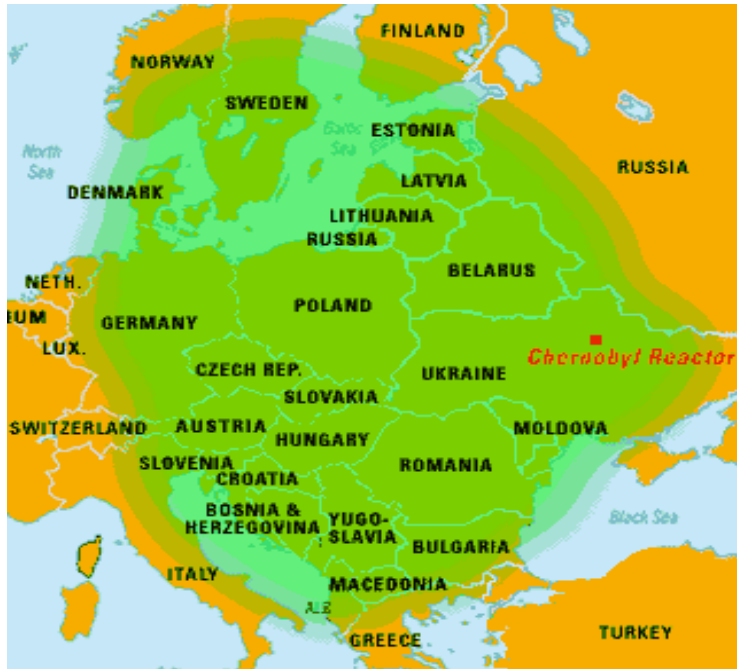 FINLAND
NORWAY
SWEDEN
Baltic
Sea
ESTONIA
North
Sea
RUSSIA
LATVIA
DENMARK
LITHUANIA
RUSSIA
BELARUS
NETH.
POLAND
UM
GERMANY
LUX.
Chernobyl Reactor
CZECH REP.
UKRAINE
SLOVAKIA
SWITZERLAND
AUSTRIA
MOLDOVA
HUNGARY
SLOVENIA
ROMANIA
CROATIA
BOSNIA &
HERZEGOVINA
YUGO-
SLAVIA
Black Sea
BULGARIA
ITALY
MACEDONIA
ALB
GREECE
TURKEY